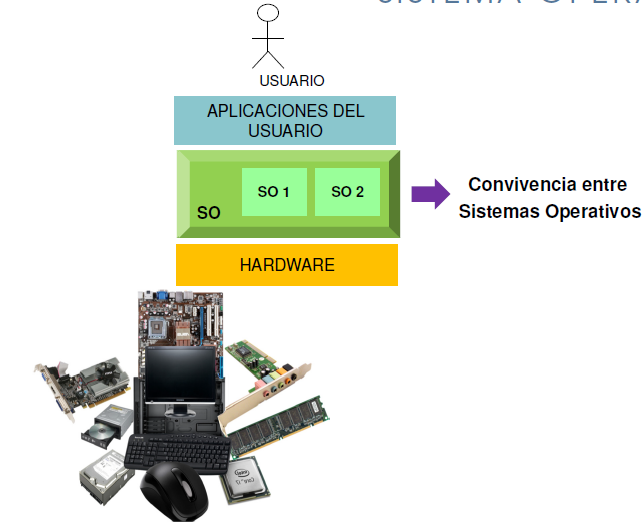 USUARIO
APLICACIONES DEL
USUARIO
SO
SO 1
SO 2
Convivencia entre
Sistemas Operativos
HARDWARE